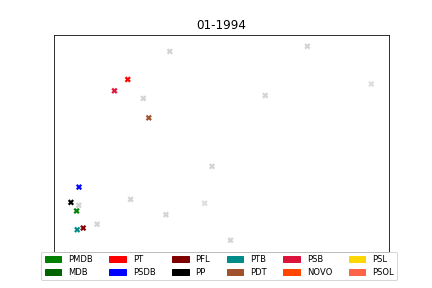 01-1994
PMDB PT PFL PTB PSB PSL
MDB PSDB PP PDT NOVO PSOL